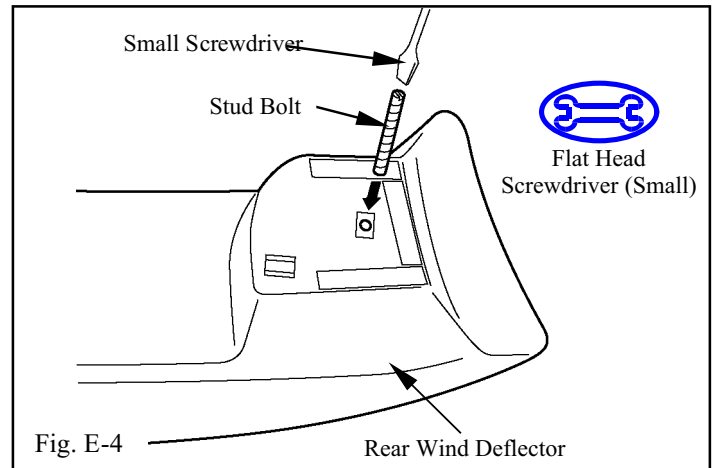 Small Screwdriver
Stud Bolt
Flat Head
Screwdriver (Small)
Fig. E-4
Rear Wind Deflector